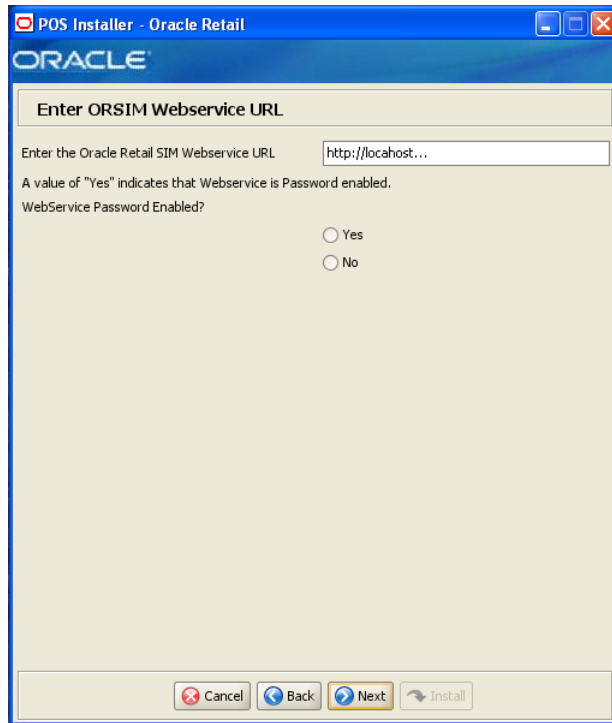 POS Installer - Oracle Retail
ORACLE
Enter ORSIM Webservice URL
Enter the Oracle Retail SIM Webservice URL http://locahost...
A value of "Yes" indicates that Webservice is Password enabled.
WebService Password Enabled?
Yes
No
Cancel Back Next Install